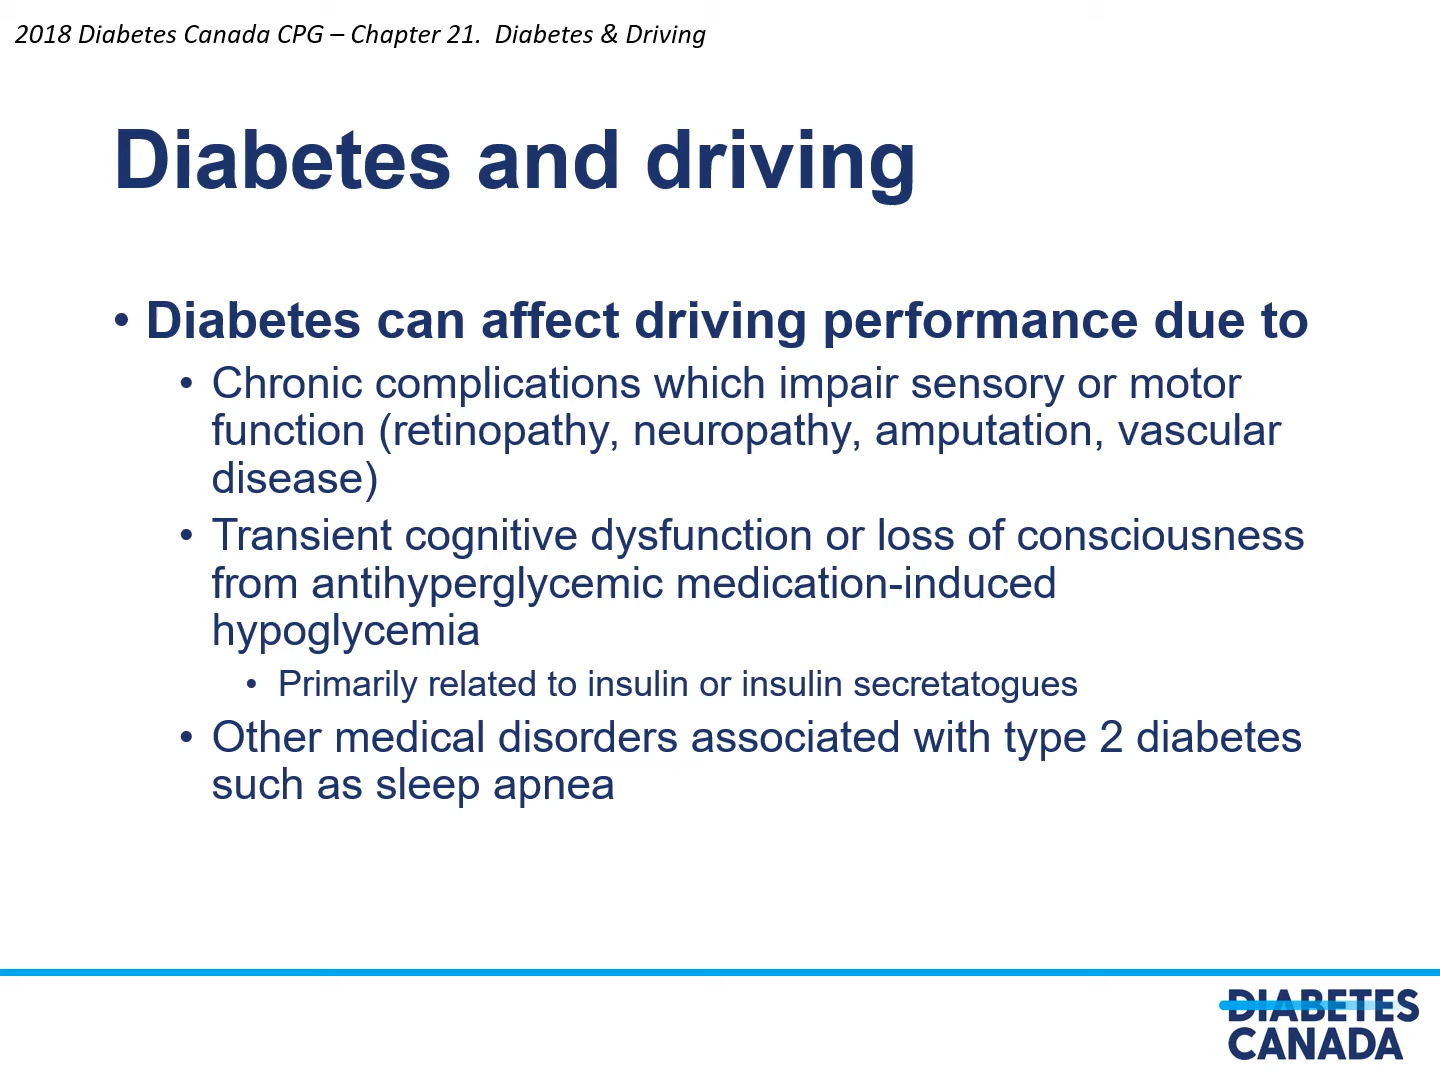 2018 Diabetes Canada CPG – Chapter 21.  Diabetes & Driving
Diabetes and driving
• Diabetes can affect driving performance due to
• Chronic complications which impair sensory or motor
function (retinopathy, neuropathy, amputation, vascular
disease)
• Transient cognitive dysfunction or loss of consciousness
from antihyperglycemic medication-induced
hypoglycemia
• Primarily related to insulin or insulin secretatogues
• Other medical disorders associated with type 2 diabetes
such as sleep apnea
DIABETES
CANADA